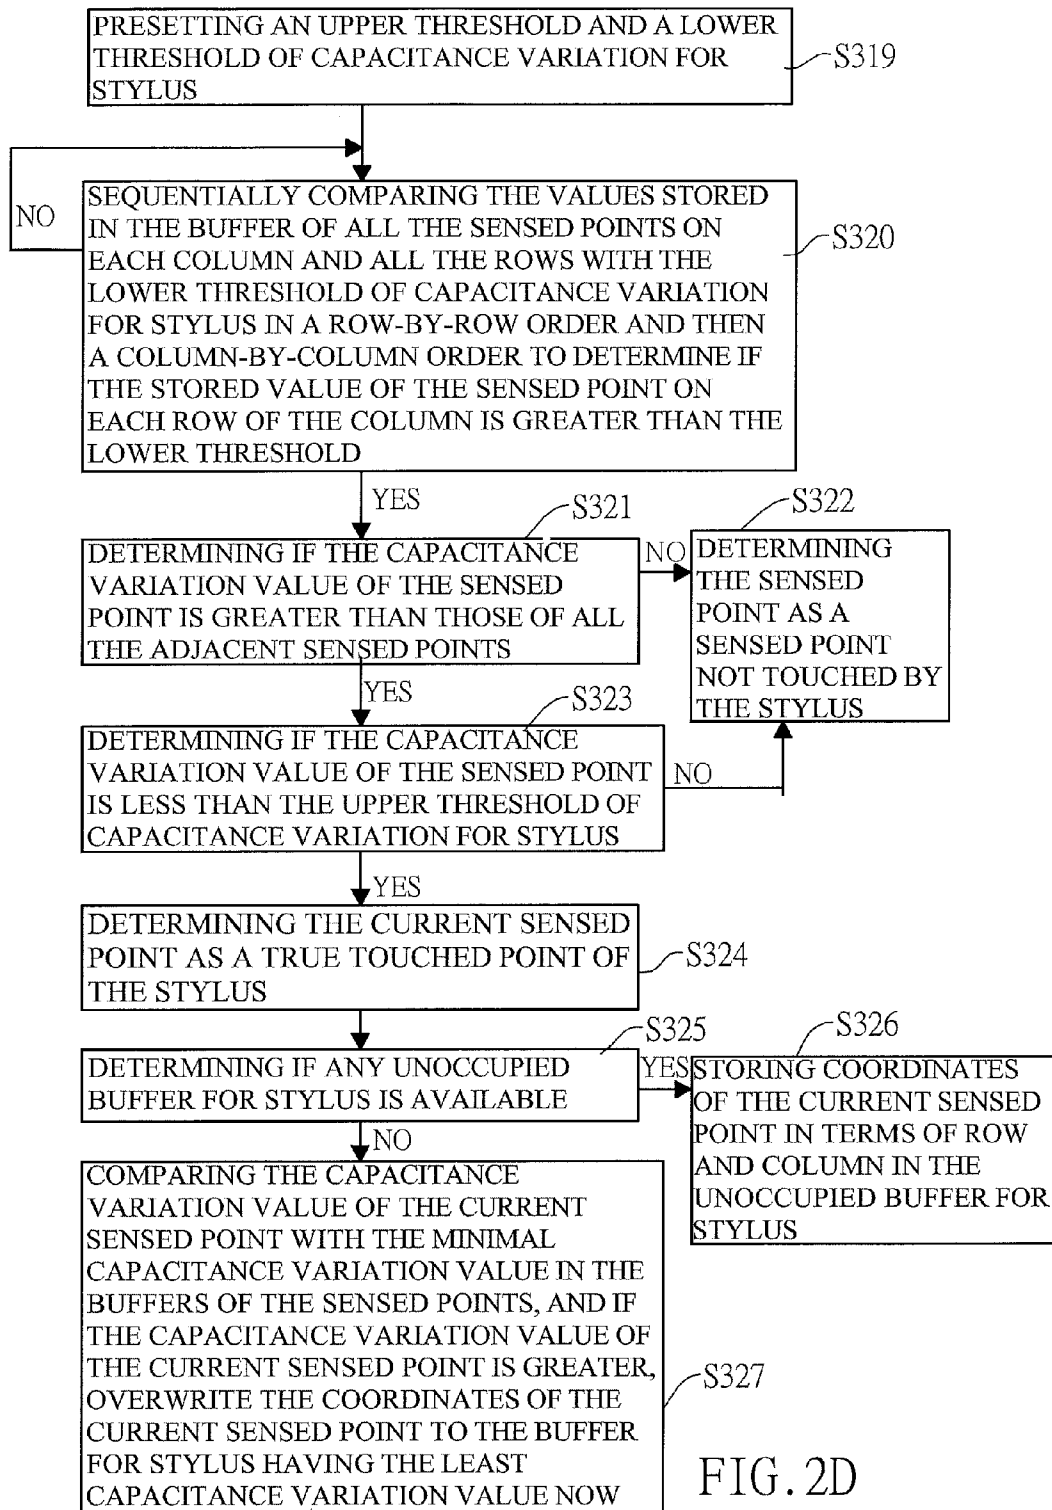 PRESETTING AN UPPER THRESHOLD AND A LOWER
THRESHOLD OF CAPACITANCE VARIATION FOR
STYLUS
S319
NO
SEQUENTIALLY COMPARING THE VALUES STORED
IN THE BUFFER OF ALL THE SENSED POINTS ON
EACH COLUMN AND ALL THE ROWS WITH THE
LOWER THRESHOLD OF CAPACITANCE VARIATION
FOR STYLUS IN A ROW-BY-ROW ORDER AND THEN
A COLUMN-BY-COLUMN ORDER TO DETERMINE IF
THE STORED VALUE OF THE SENSED POINT ON
EACH ROW OF THE COLUMN IS GREATER THAN THE
LOWER THRESHOLD
S320
YES
S321
DETERMINING IF THE CAPACITANCE
VARIATION VALUE OF THE SENSED
POINT IS GREATER THAN THOSE OF ALL
THE ADJACENT SENSED POINTS
NO
S322
DETERMINING
THE SENSED
POINT AS A
SENSED POINT
NOT TOUCHED BY
THE STYLUS
YES
S323
DETERMINING IF THE CAPACITANCE
VARIATION VALUE OF THE SENSED POINT
IS LESS THAN THE UPPER THRESHOLD OF
CAPACITANCE VARIATION FOR STYLUS
NO
YES
DETERMINING THE CURRENT SENSED
POINT AS A TRUE TOUCHED POINT OF
THE STYLUS
S324
S325
DETERMINING IF ANY UNOCCUPIED
BUFFER FOR STYLUS IS AVAILABLE
YES
S326
STORING COORDINATES
OF THE CURRENT SENSED
POINT IN TERMS OF ROW
AND COLUMN IN THE
UNOCCUPIED BUFFER FOR
STYLUS
NO
COMPARING THE CAPACITANCE
VARIATION VALUE OF THE CURRENT
SENSED POINT WITH THE MINIMAL
CAPACITANCE VARIATION VALUE IN THE
BUFFERS OF THE SENSED POINTS, AND IF
THE CAPACITANCE VARIATION VALUE OF
THE CURRENT SENSED POINT IS GREATER,
OVERWRITE THE COORDINATES OF THE
CURRENT SENSED POINT TO THE BUFFER
FOR STYLUS HAVING THE LEAST
CAPACITANCE VARIATION VALUE NOW
S327
FIG. 2D